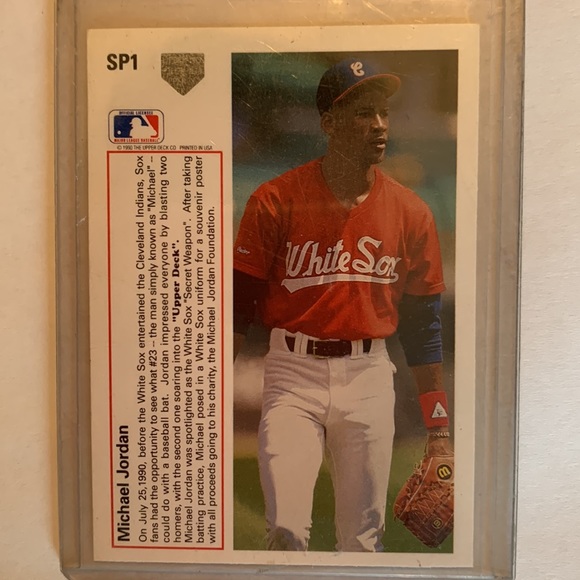 SP1
OFFICIAL LICENSEE
MAJOR LEAGUE BASEBALL
© 1990 THE UPPER DECK CO. PRINTED IN USA
Michael Jordan
On July 25,1990, before the White Sox entertained the Cleveland Indians, Sox
fans had the opportunity to see what #23 – the man simply known as "Michael" –
could do with a baseball bat. Jordan impressed everyone by blasting two
homers, with the second one soaring into the "Upper Deck".
Michael Jordan was spotlighted as the White Sox "Secret Weapon". After taking
batting practice, Michael posed in a White Sox uniform for a souvenir poster
with all proceeds going to his charity, the Michael Jordan Foundation.
C
White Sox